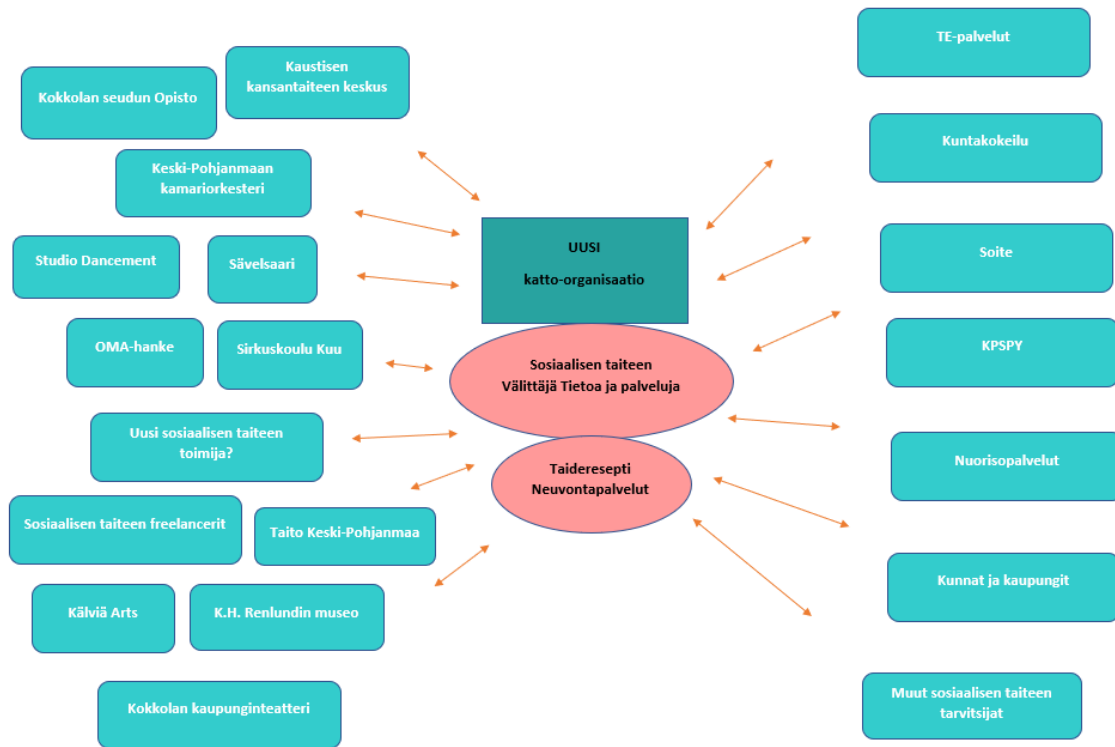 Kokkolan seudun Opisto
Kaustisen
kansantaiteen keskus
Keski-Pohjanmaan
kamariorkesteri
Studio Dancement
Sävelsaari
OMA-hanke
Sirkuskoulu Kuu
Uusi sosiaalisen taiteen
toimija?
Sosiaalisen taiteen freelancerit
Taito Keski-Pohjanmaa
Kälviä Arts
K.H. Renlundin museo
Kokkolan kaupunginteatteri
UUSI
katto-organisaatio
Sosiaalisen taiteen
Välittäjä Tietoa ja palveluja
Taideresepti
Neuvontapalvelut
TE-palvelut
Kuntakokeilu
Soite
KPSPY
Nuorisopalvelut
Kunnat ja kaupungit
Muut sosiaalisen taiteen
tarvitsijat